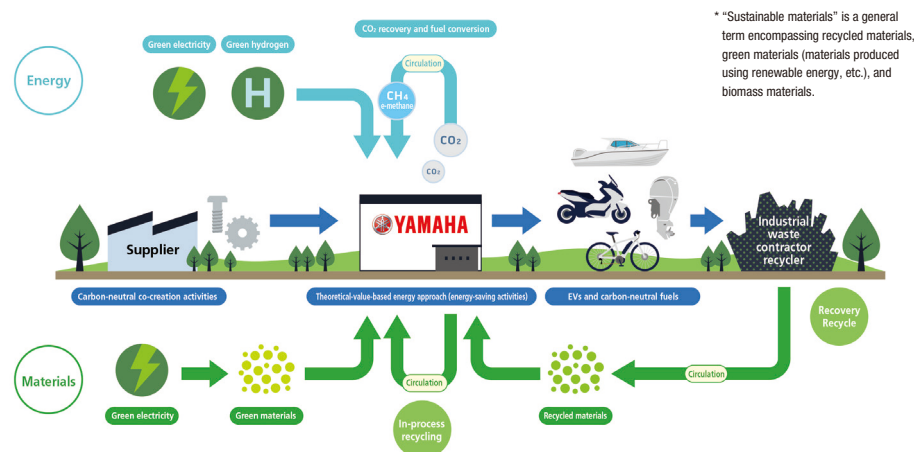 * “Sustainable materials” is a general
term encompassing recycled materials,
green materials (materials produced
using renewable energy, etc.), and
biomass materials.
Energy
Green electricity
Green hydrogen
H
CO₂ recovery and fuel conversion
Circulation
CH₄
e-methane
CO₂
CO₂
Supplier
YAMAHA
Industrial
waste
contractor
recycler
Carbon-neutral co-creation activities
Theoretical-value-based energy approach (energy-saving activities)
EVs and carbon-neutral fuels
Recovery
Recycle
Materials
Green electricity
Green materials
Circulation
In-process
recycling
Recycled materials
Circulation